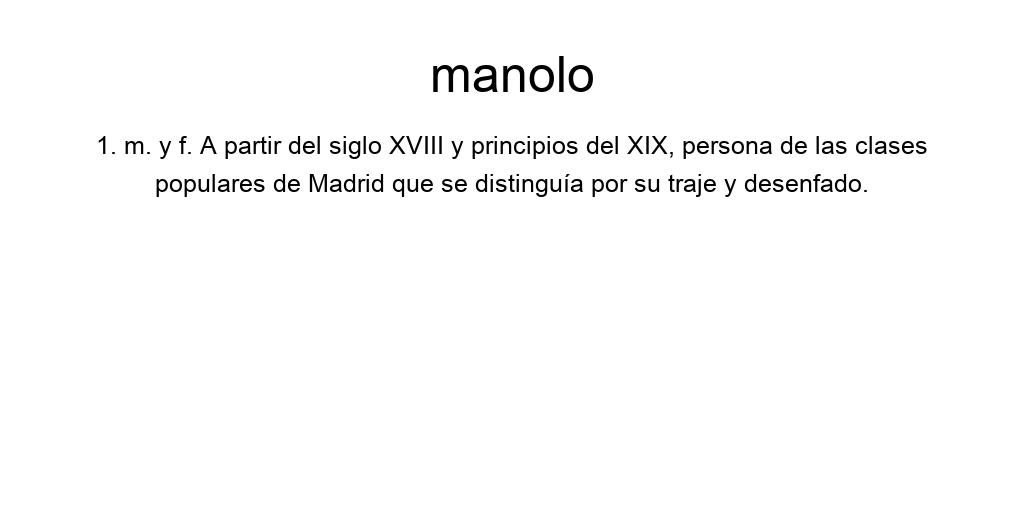 manolo
1. m. y f. A partir del siglo XVIII y principios del XIX, persona de las clases
populares de Madrid que se distinguía por su traje y desenfado.